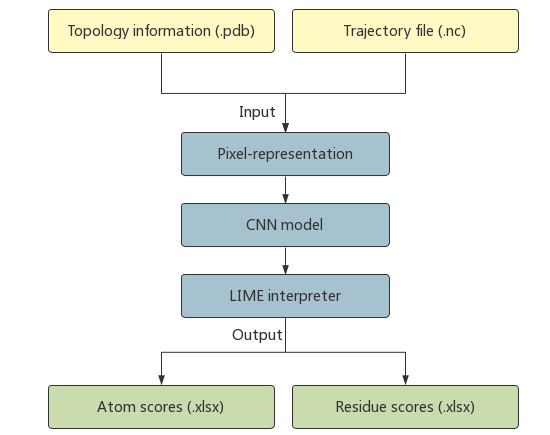 Topology information (.pdb)
Trajectory file (.nc)
Input
Pixel-representation
CNN model
LIME interpreter
Output
Atom scores (.xlsx)
Residue scores (.xlsx)